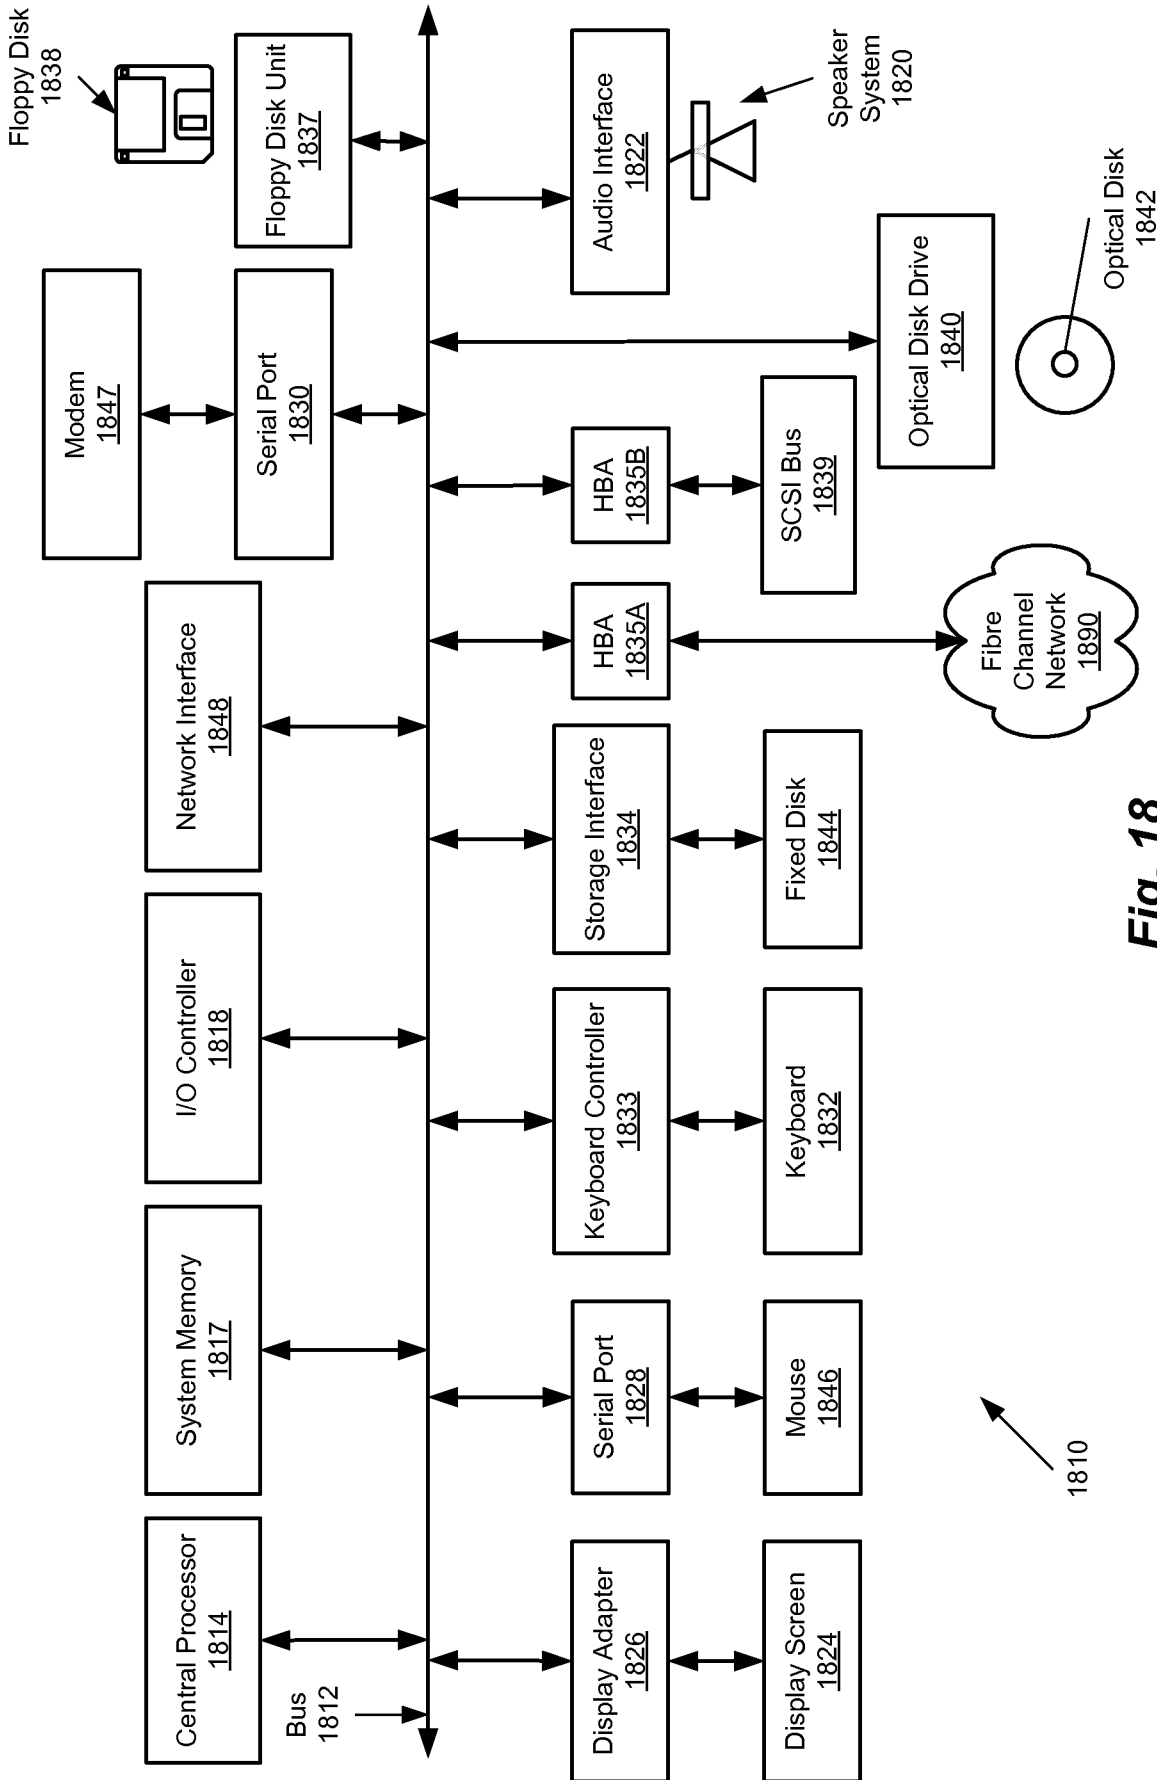 Central Processor
1814
System Memory
1817
I/O Controller
1818
Network Interface
1848
Modem
1847
Serial Port
1830
Floppy Disk
1838
Floppy Disk Unit
1837
Bus
1812
Display Adapter
1826
Display Screen
1824
Serial Port
1828
Mouse
1846
Keyboard Controller
1833
Keyboard
1832
Storage Interface
1834
Fixed Disk
1844
HBA
1835A
Fibre
Channel
Network
1890
HBA
1835B
SCSI Bus
1839
Optical Disk Drive
1840
Optical Disk
1842
Audio Interface
1822
Speaker
System
1820
1810
Fig. 18